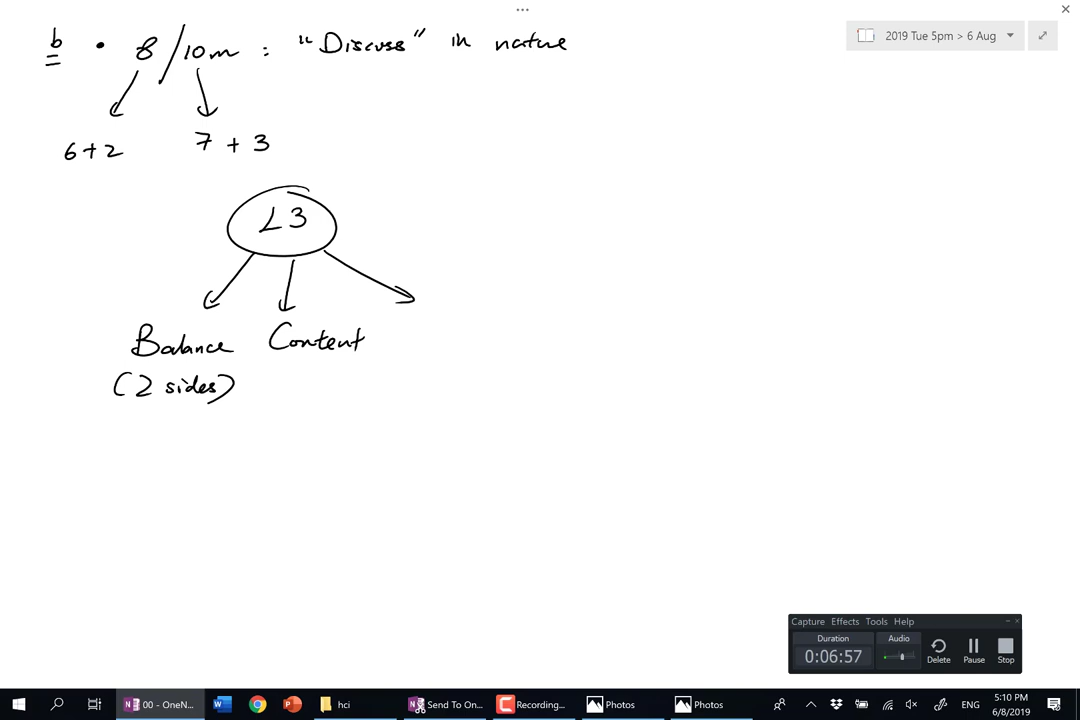 b • 8/10m : "Discuss" in nature
6+2 7 + 3
L3
Balance Content
(2 sides)
2019 Tue 5pm > 6 Aug
Capture Effects Tools Help
Duration Audio
0:06:57 Delete Pause Stop
00 - OneN... hci Send To On... Recording... Photos Photos ENG 5:10 PM
6/8/2019